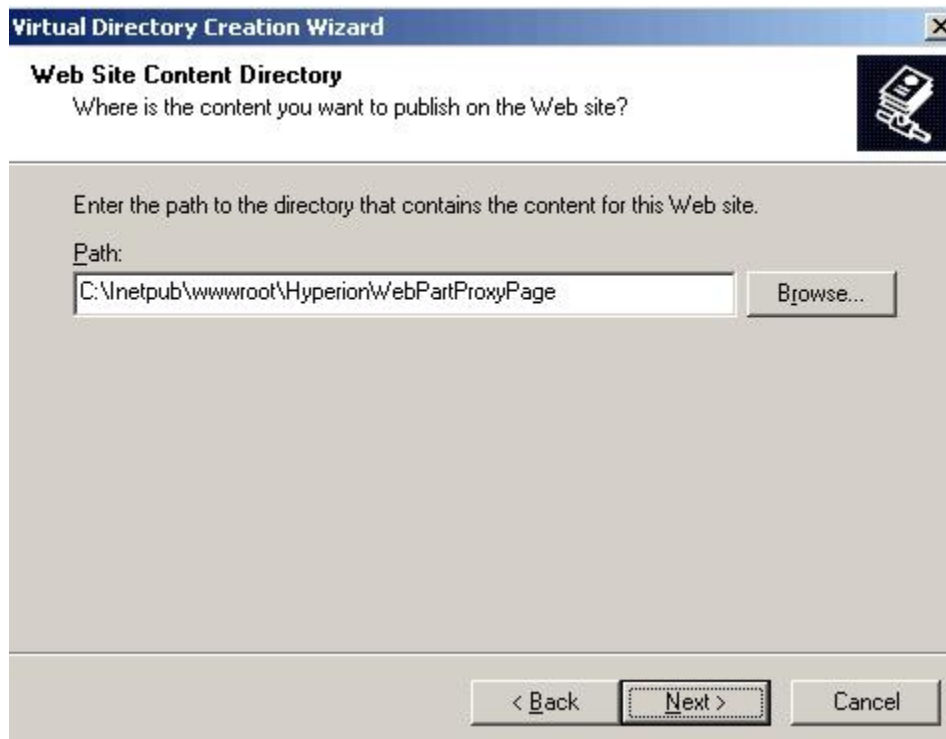 Virtual Directory Creation Wizard
Web Site Content Directory
Where is the content you want to publish on the Web site?
Enter the path to the directory that contains the content for this Web site.
Path:
C:\Inetpub\wwwroot\HyperionWebPartProxyPage
Browse...
< Back
Next >
Cancel